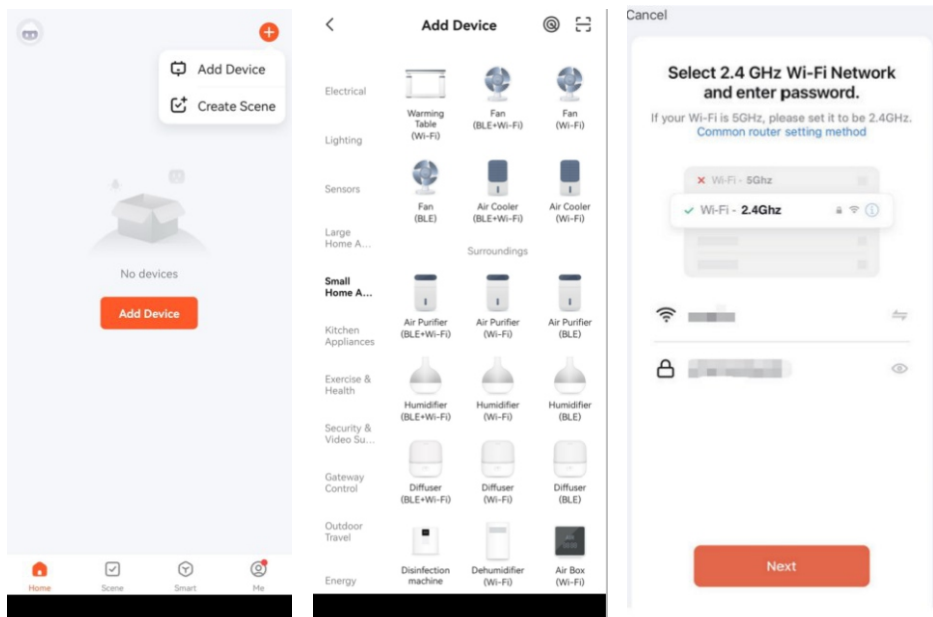 Add Device
Create Scene
No devices
Add Device
Home
Scene
Smart
Me
Add Device
Electrical
Lighting
Sensors
Large
Home A...
Small
Home A...
Kitchen
Appliances
Exercise &
Health
Security &
Video Su...
Gateway
Control
Outdoor
Travel
Energy
Warming
Table
(Wi-Fi)
Fan
(BLE+Wi-Fi)
Fan
(Wi-Fi)
Fan
(BLE)
Air Cooler
(BLE+Wi-Fi)
Air Cooler
(Wi-Fi)
Surroundings
Air Purifier
(BLE+Wi-Fi)
Air Purifier
(Wi-Fi)
Air Purifier
(BLE)
Humidifier
(BLE+Wi-Fi)
Humidifier
(Wi-Fi)
Humidifier
(BLE)
Diffuser
(BLE+Wi-Fi)
Diffuser
(Wi-Fi)
Diffuser
(BLE)
Disinfection
machine
Dehumidifier
(Wi-Fi)
Air Box
(Wi-Fi)
Cancel
Select 2.4 GHz Wi-Fi Network
and enter password.
If your Wi-Fi is 5GHz, please set it to be 2.4GHz.
Common router setting method
Wi-Fi - 5Ghz
Wi-Fi - 2.4Ghz
Next